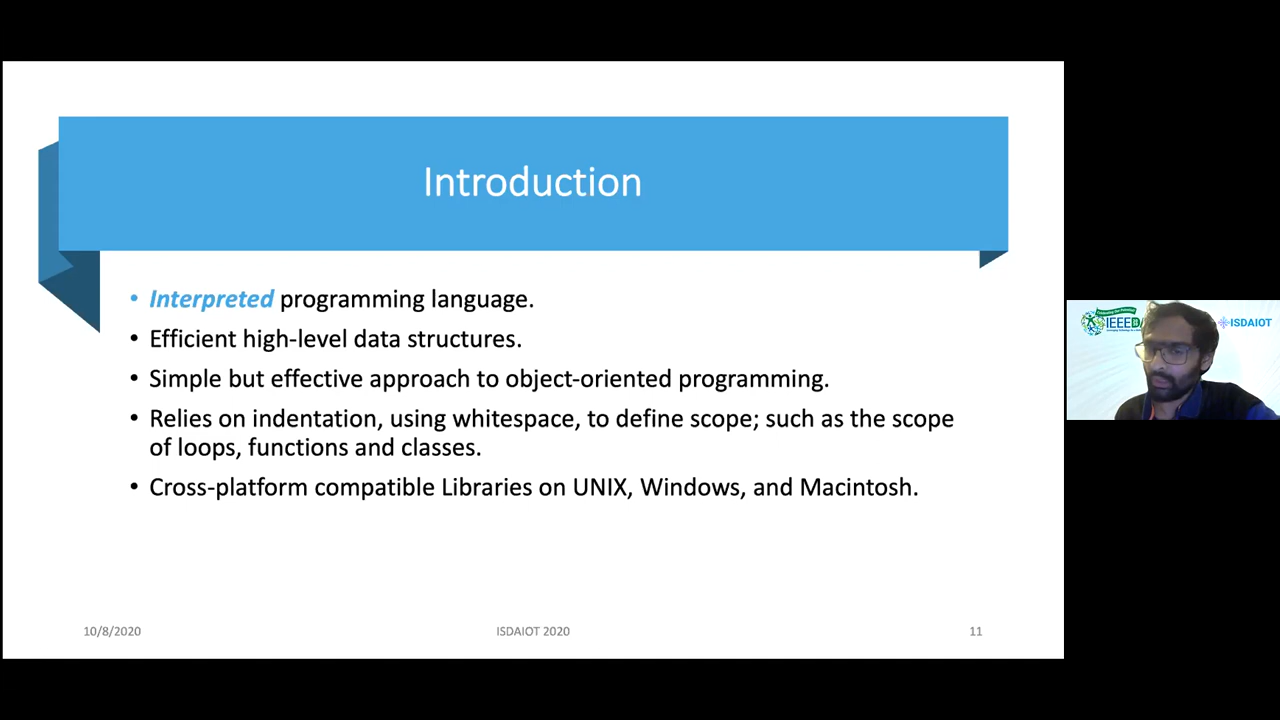 Introduction
• Interpreted programming language.
• Efficient high-level data structures.
• Simple but effective approach to object-oriented programming.
• Relies on indentation, using whitespace, to define scope; such as the scope
of loops, functions and classes.
• Cross-platform compatible Libraries on UNIX, Windows, and Macintosh.
10/8/2020
ISDAIOT 2020
11
IEEE
ISDAIOT